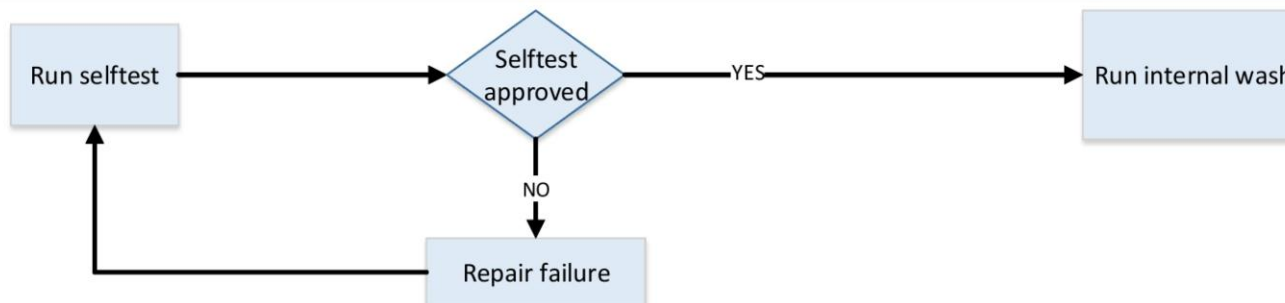 Run selftest
Selftest
approved
YES
Run internal wash
NO
Repair failure